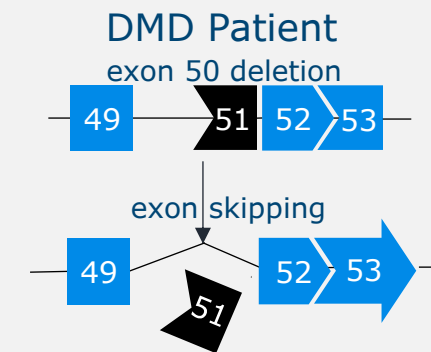 DMD Patient
exon 50 deletion
49 51 52 53
exon skipping
49 52 53
51